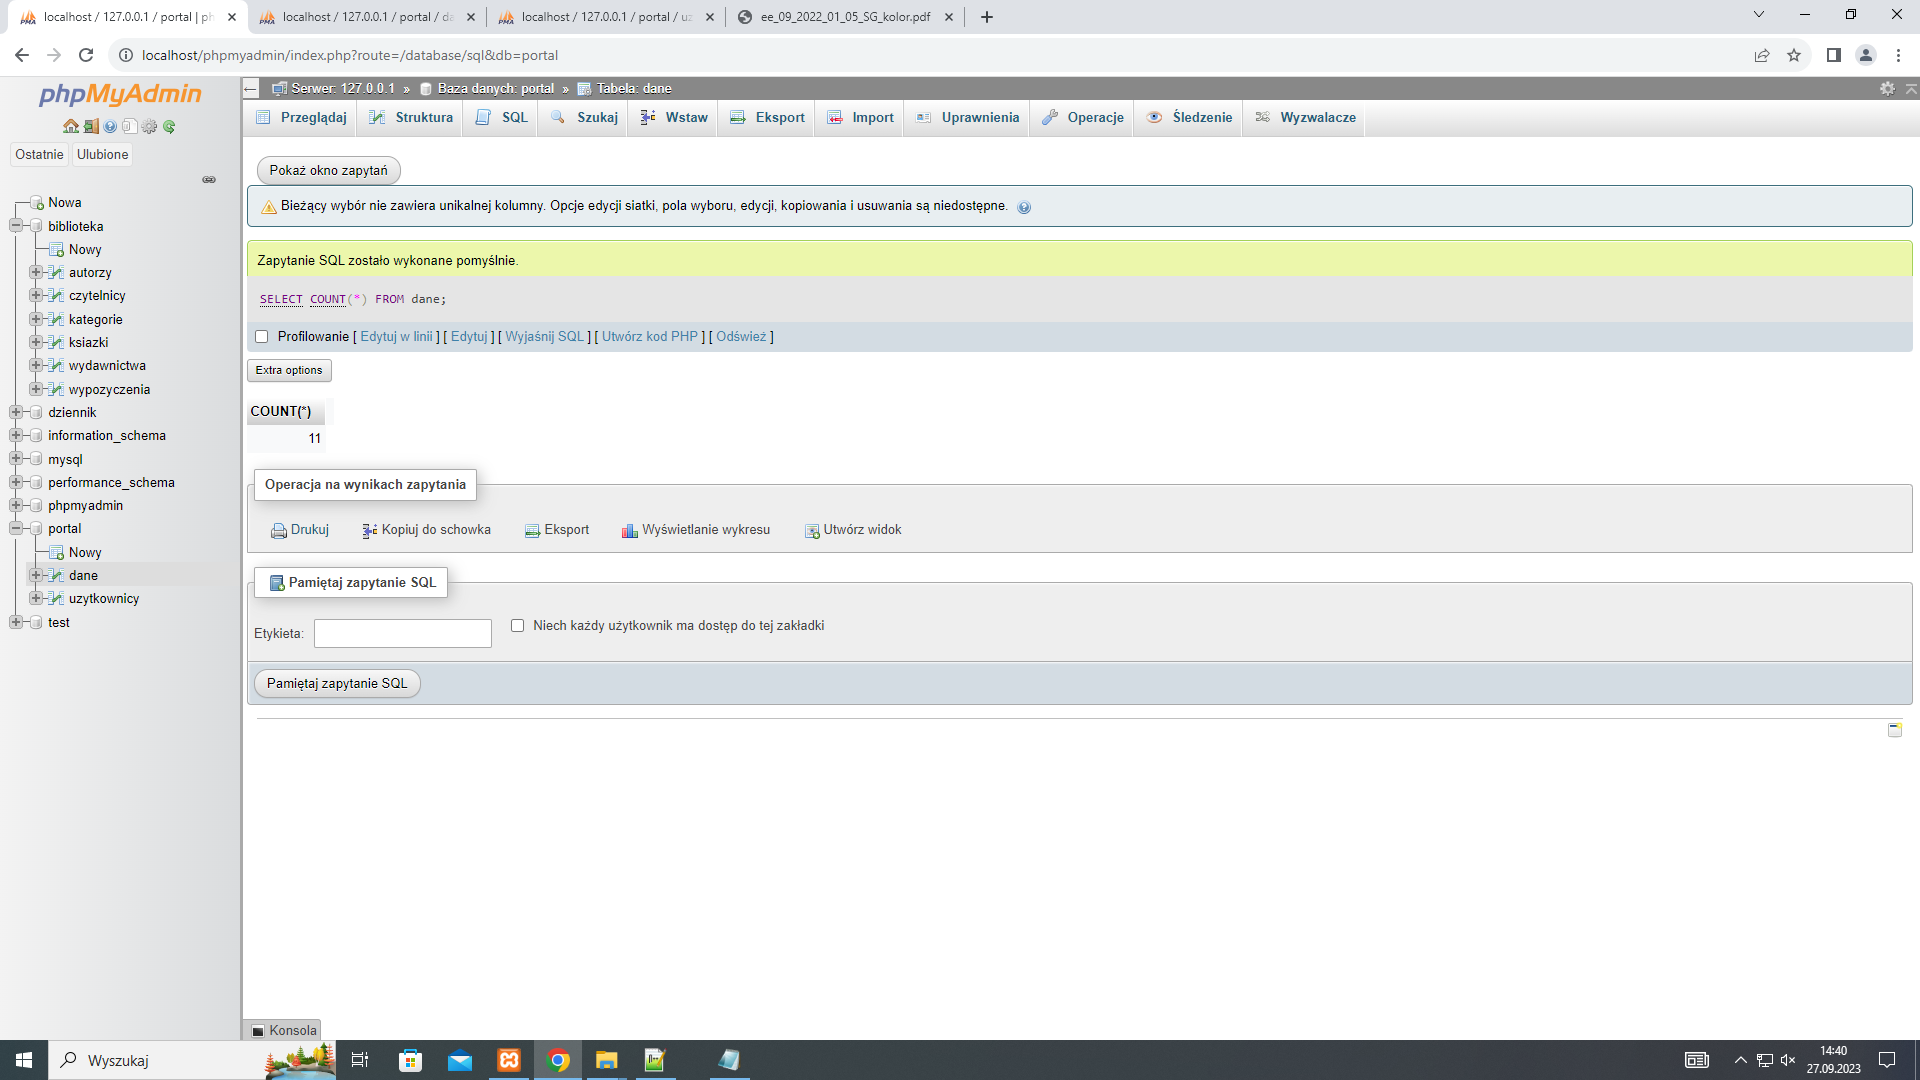 localhost / 127.0.0.1 / portal | ph
localhost / 127.0.0.1 / portal / da
localhost / 127.0.0.1 / portal / uz
ee_09_2022_01_05_SG_kolor.pdf
localhost/phpmyadmin/index.php?route=/database/sql&db=portal
phpMyAdmin
Ostatnie
Ulubione
Nowa
biblioteka
Nowy
autorzy
czytelnicy
kategorie
ksiazki
wydawnictwa
wypozyczenia
dziennik
information_schema
mysql
performance_schema
phpmyadmin
portal
Nowy
dane
uzytkownicy
test
Serwer: 127.0.0.1 » Baza danych: portal » Tabela: dane
Przeglądaj
Struktura
SQL
Szukaj
Wstaw
Eksport
Import
Uprawnienia
Operacje
Śledzenie
Wyzwalacze
Pokaż okno zapytań
Bieżący wybór nie zawiera unikalnej kolumny. Opcje edycji siatki, pola wyboru, edycji, kopiowania i usuwania są niedostępne.
Zapytanie SQL zostało wykonane pomyślnie.
SELECT COUNT(*) FROM dane;
Profilowanie [ Edytuj w linii ] [ Edytuj ] [ Wyjaśnij SQL ] [ Utwórz kod PHP ] [ Odśwież ]
Extra options
COUNT(*)
11
Operacja na wynikach zapytania
Drukuj
Kopiuj do schowka
Eksport
Wyświetlanie wykresu
Utwórz widok
Pamiętaj zapytanie SQL
Etykieta:
Niech każdy użytkownik ma dostęp do tej zakładki
Pamiętaj zapytanie SQL
Konsola
Wyszukaj
14:40
27.09.2023